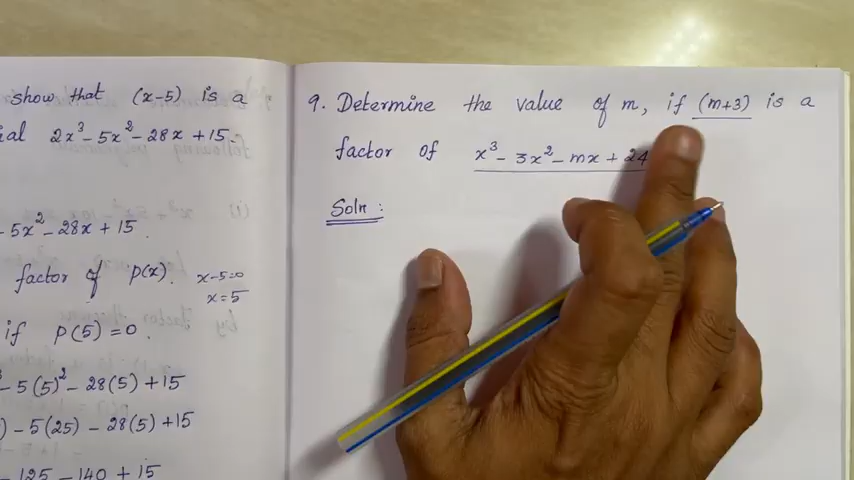 show that (x-5) is a
ial 2x³-5x²-28x+15.
-5x²-28x+15.
factor of p(x). x-5=0
x=5
if p(5)=0.
-5(5)²-28(5)+15
)-5(25)-28(5)+15
-125-140+15
9. Determine the value of m, if (m+3) is a
factor of x³-3x²-mx+24
Soln: